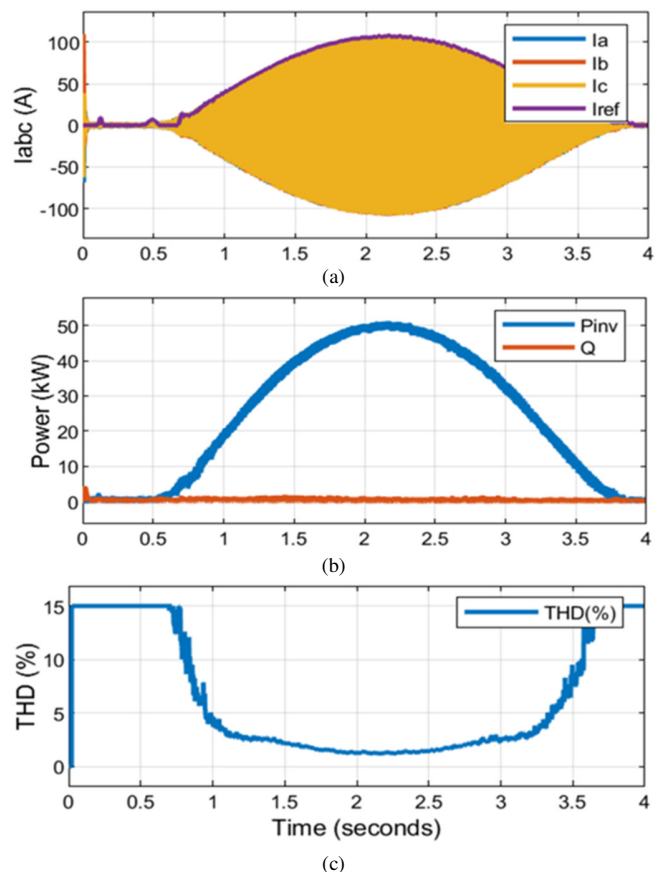 Iabc (A)
100
50
0
-50
-100
Ia
Ib
Ic
Iref
0 0.5 1 1.5 2 2.5 3 3.5 4
(a)
Power (kW)
50
40
30
20
10
0
Pinv
Q
0 0.5 1 1.5 2 2.5 3 3.5 4
(b)
THD (%)
15
10
5
0
THD(%)
0 0.5 1 1.5 2 2.5 3 3.5 4
Time (seconds)
(c)